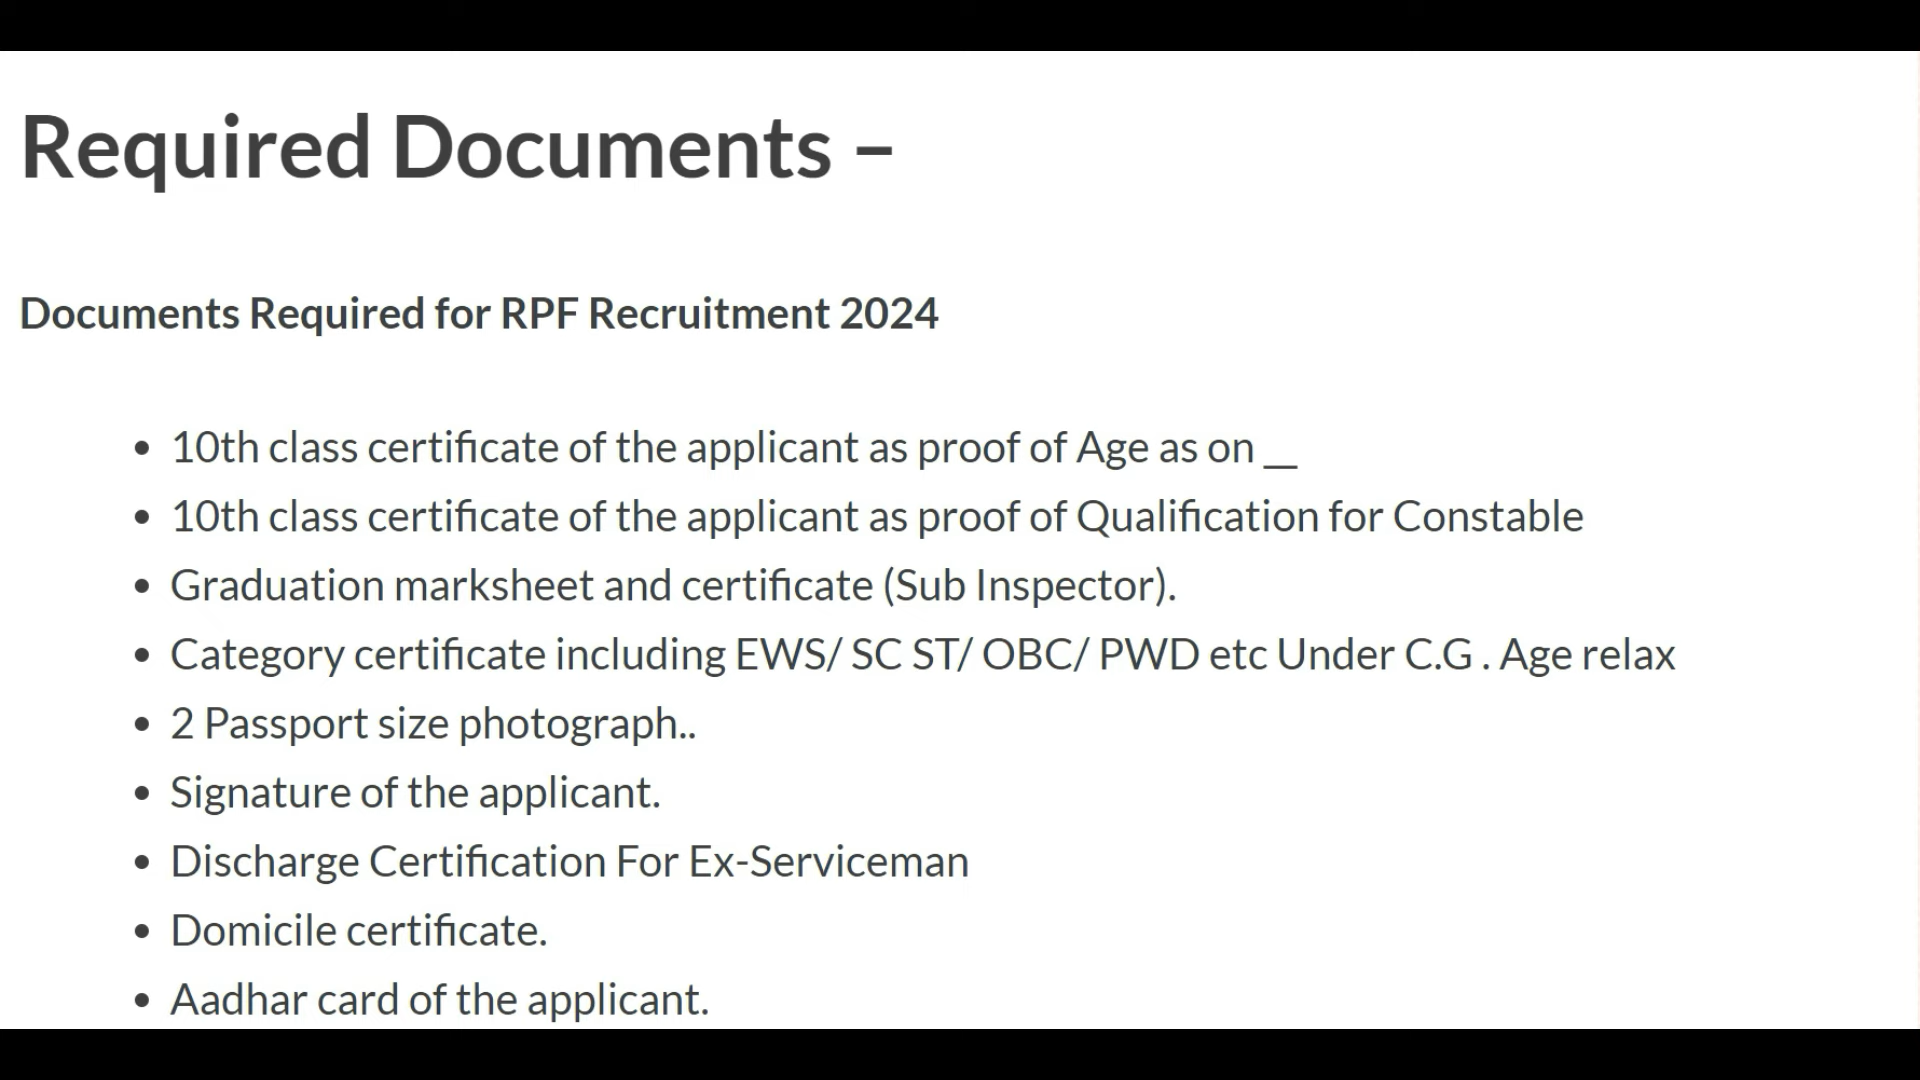 Required Documents –
Documents Required for RPF Recruitment 2024
• 10th class certificate of the applicant as proof of Age as on __
• 10th class certificate of the applicant as proof of Qualification for Constable
• Graduation marksheet and certificate (Sub Inspector).
• Category certificate including EWS/ SC ST/ OBC/ PWD etc Under C.G . Age relax
• 2 Passport size photograph..
• Signature of the applicant.
• Discharge Certification For Ex-Serviceman
• Domicile certificate.
• Aadhar card of the applicant.